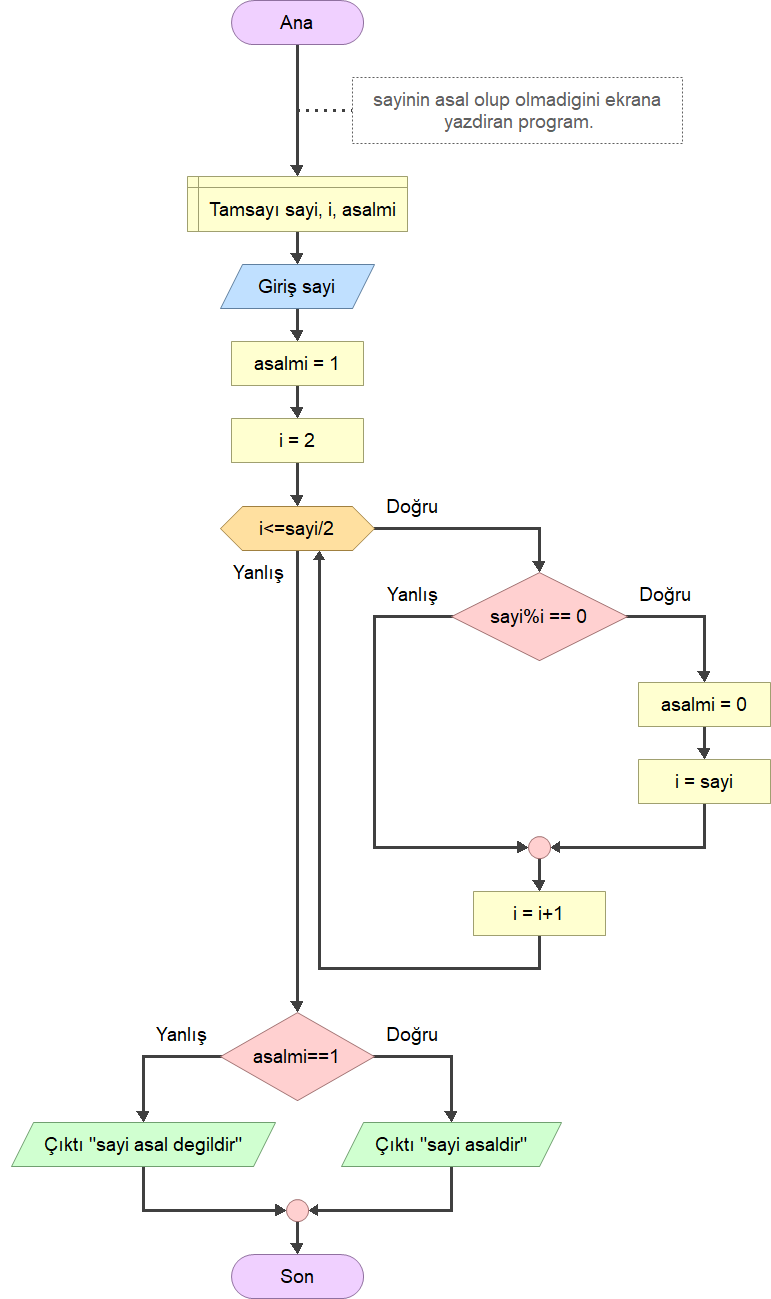 Ana
sayinin asal olup olmadigini ekrana
yazdiran program.
Tamsayı sayi, i, asalmi
Giriş sayi
asalmi = 1
i = 2
i<=sayi/2
Doğru
Yanlış
sayi%i == 0
Yanlış
Doğru
asalmi = 0
i = sayi
i = i+1
asalmi==1
Yanlış
Doğru
Çıktı "sayi asal degildir"
Çıktı "sayi asaldir"
Son